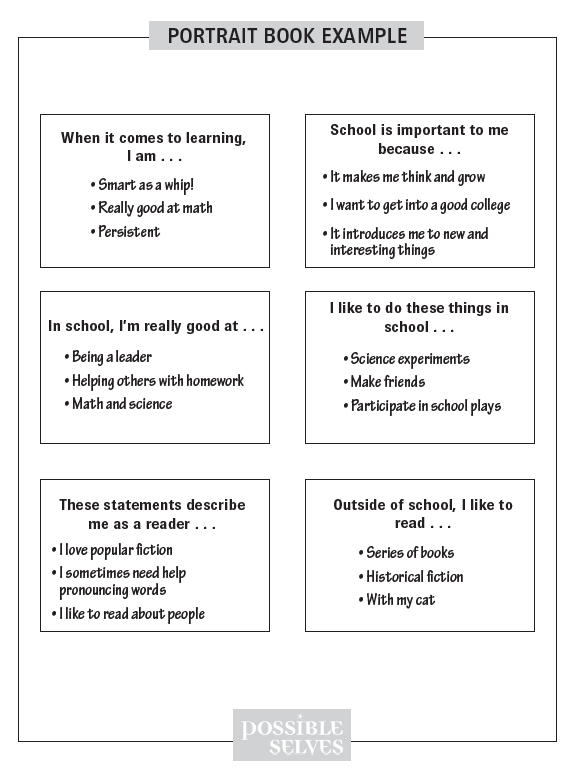 PORTRAIT BOOK EXAMPLE
When it comes to learning,
I am . . .
• Smart as a whip!
• Really good at math
• Persistent
School is important to me
because . . .
• It makes me think and grow
• I want to get into a good college
• It introduces me to new and
interesting things
In school, I'm really good at . . .
• Being a leader
• Helping others with homework
• Math and science
I like to do these things in
school . . .
• Science experiments
• Make friends
• Participate in school plays
These statements describe
me as a reader . . .
• I love popular fiction
• I sometimes need help
pronouncing words
• I like to read about people
Outside of school, I like to
read . . .
• Series of books
• Historical fiction
• With my cat
POSSIBLE
SELVES